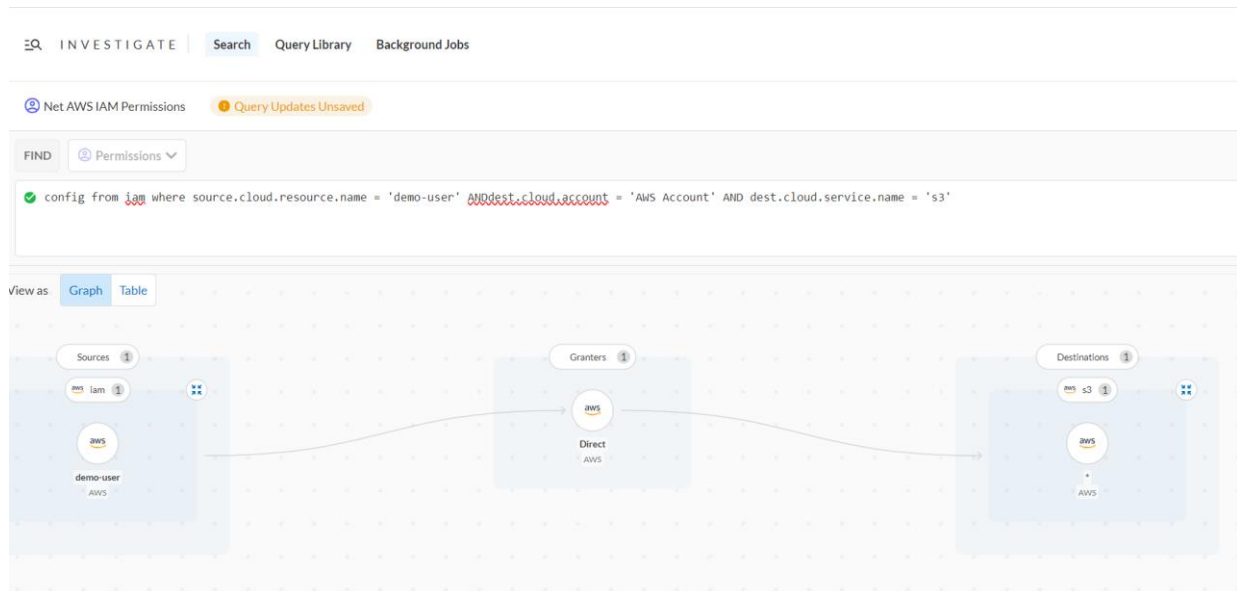 INVESTIGATE Search Query Library Background Jobs
Net AWS IAM Permissions Query Updates Unsaved
FIND Permissions
config from iam where source.cloud.resource.name = 'demo-user' ANDdest.cloud.account = 'AWS Account' AND dest.cloud.service.name = 's3'
View as Graph Table
Sources 1 Granters 1 Destinations 1
aws iam 1 aws s3 1
aws
aws aws
Direct
AWS
demo-user *
AWS AWS